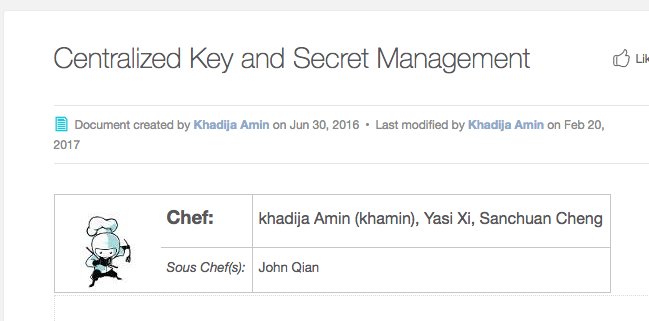 Centralized Key and Secret Management
Lik
Document created by Khadija Amin on Jun 30, 2016 • Last modified by Khadija Amin on Feb 20,
2017
Chef: khadija Amin (khamin), Yasi Xi, Sanchuan Cheng
Sous Chef(s): John Qian